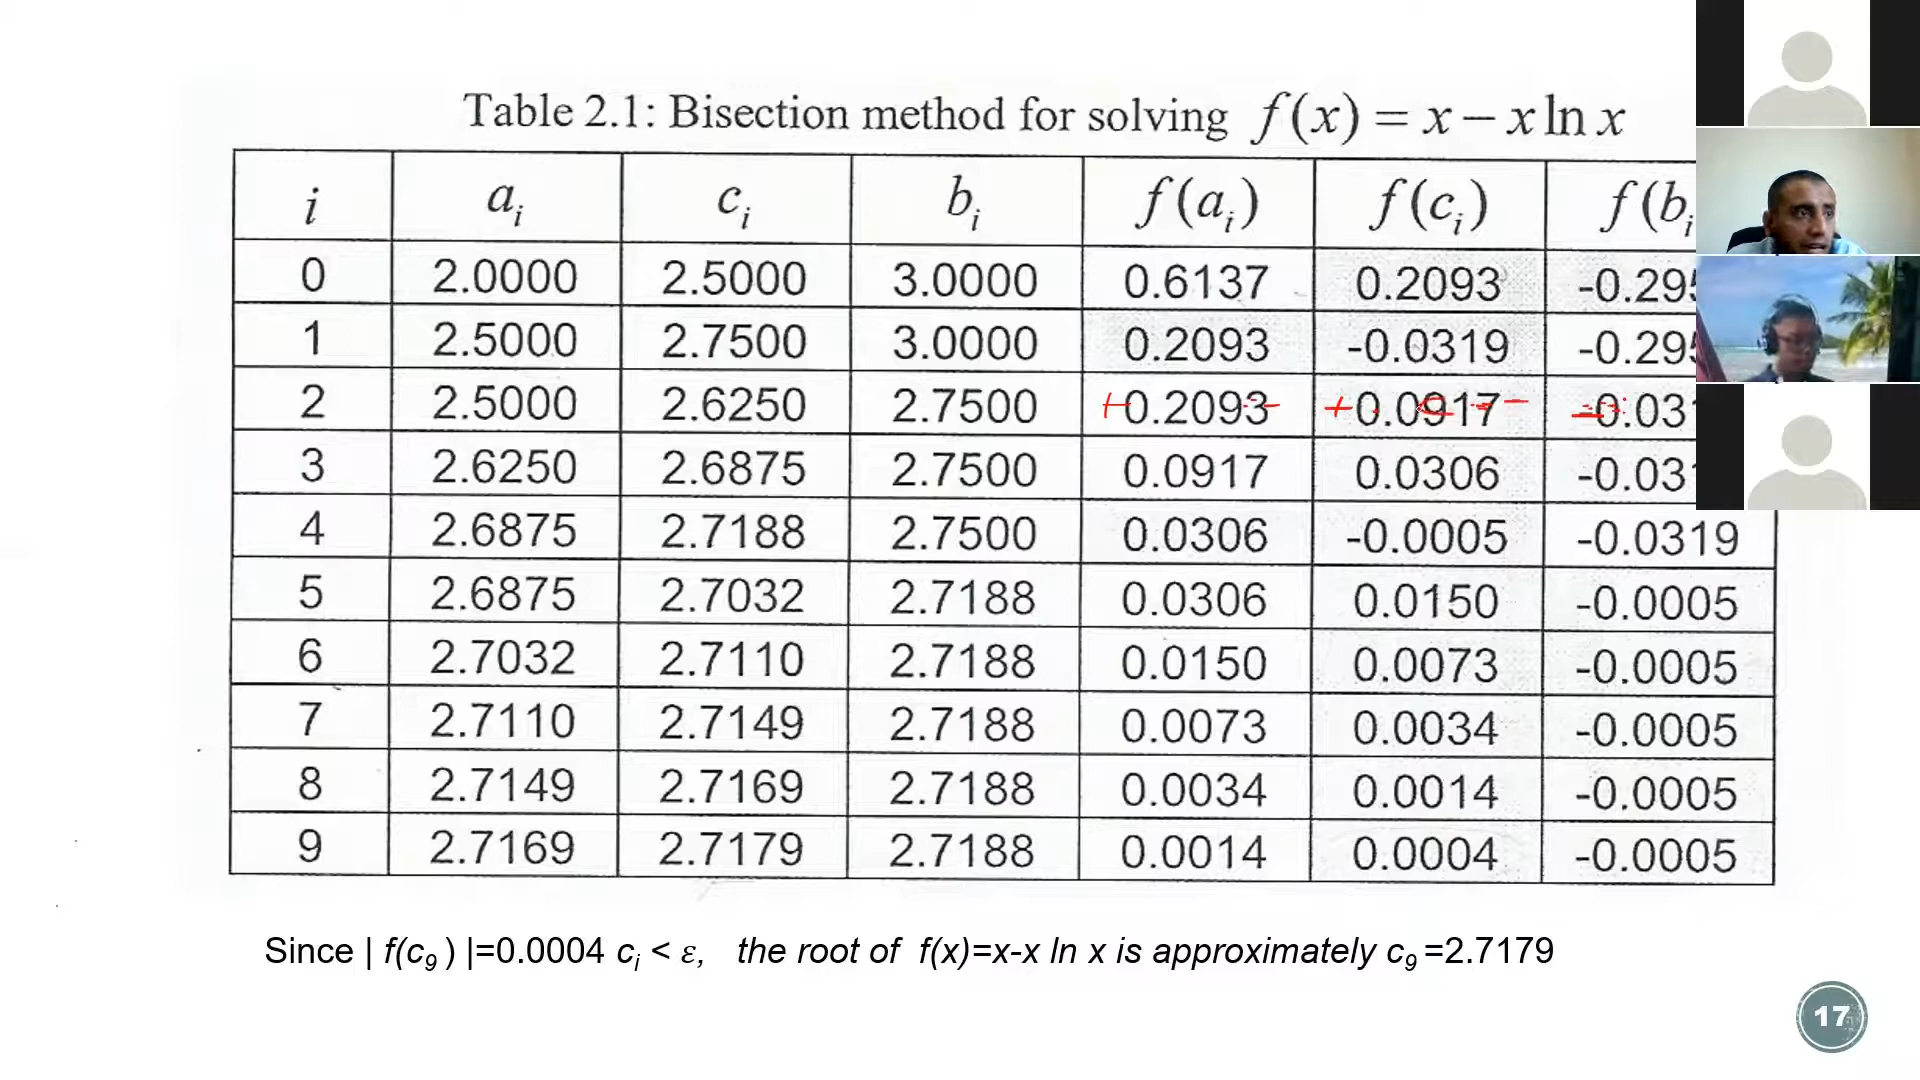 Table 2.1: Bisection method for solving f(x) = x − x ln x
i a_i c_i b_i f(a_i) f(c_i) f(b_i
0 2.0000 2.5000 3.0000 0.6137 0.2093 -0.29
1 2.5000 2.7500 3.0000 0.2093 -0.0319 -0.29
2 2.5000 2.6250 2.7500 +0.2093 +0.0917 -0.03
3 2.6250 2.6875 2.7500 0.0917 0.0306 -0.03
4 2.6875 2.7188 2.7500 0.0306 -0.0005 -0.0319
5 2.6875 2.7032 2.7188 0.0306 0.0150 -0.0005
6 2.7032 2.7110 2.7188 0.0150 0.0073 -0.0005
7 2.7110 2.7149 2.7188 0.0073 0.0034 -0.0005
8 2.7149 2.7169 2.7188 0.0034 0.0014 -0.0005
9 2.7169 2.7179 2.7188 0.0014 0.0004 -0.0005
Since | f(c_9 ) |=0.0004 c_i < ε, the root of f(x)=x-x ln x is approximately c_9 =2.7179
17